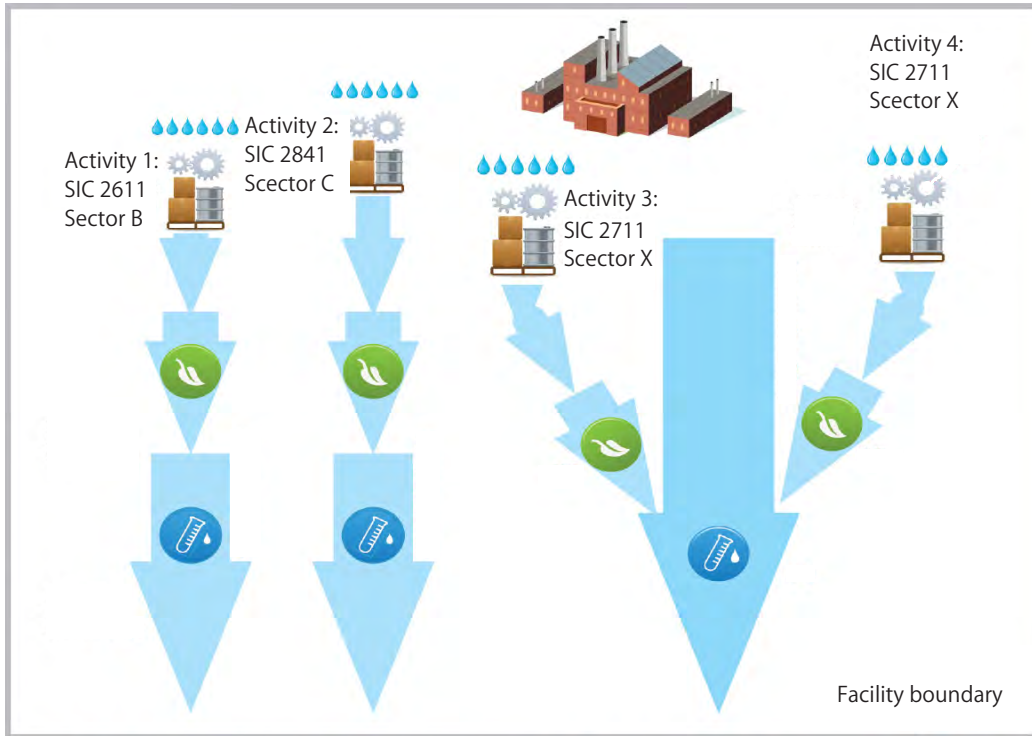 Activity 1:
SIC 2611
Sector B
Activity 2:
SIC 2841
Scector C
Activity 3:
SIC 2711
Scector X
Activity 4:
SIC 2711
Scector X
Facility boundary